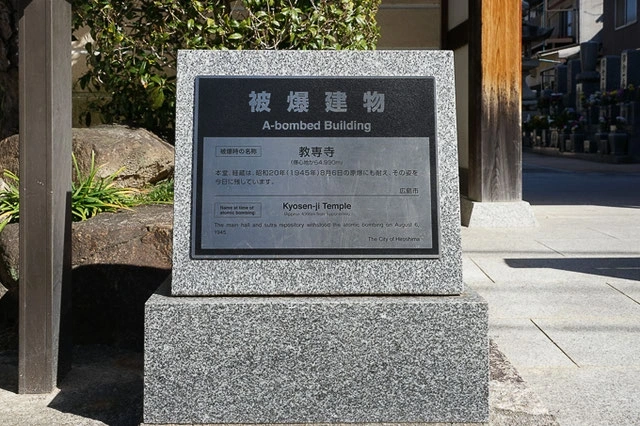 被爆建物
A-bombed Building
被爆時の名称
教専寺
(爆心地から4,930m)
本堂、経蔵は、昭和20年(1945年)8月6日の原爆にも耐え、その姿を
今日に残しています。
広島市
Name at time of
atomic bombing:
Kyosen-ji Temple
The main hall and sutra repository withstood the atomic bombing on August 6,
1945.
The City of Hiroshima